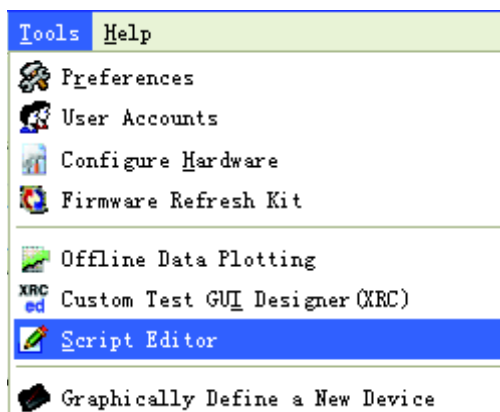 Tools Help
Preferences
User Accounts
Configure Hardware
Firmware Refresh Kit
Offline Data Plotting
XRC
ed Custom Test GUI Designer(XRC)
Script Editor
Graphically Define a New Device